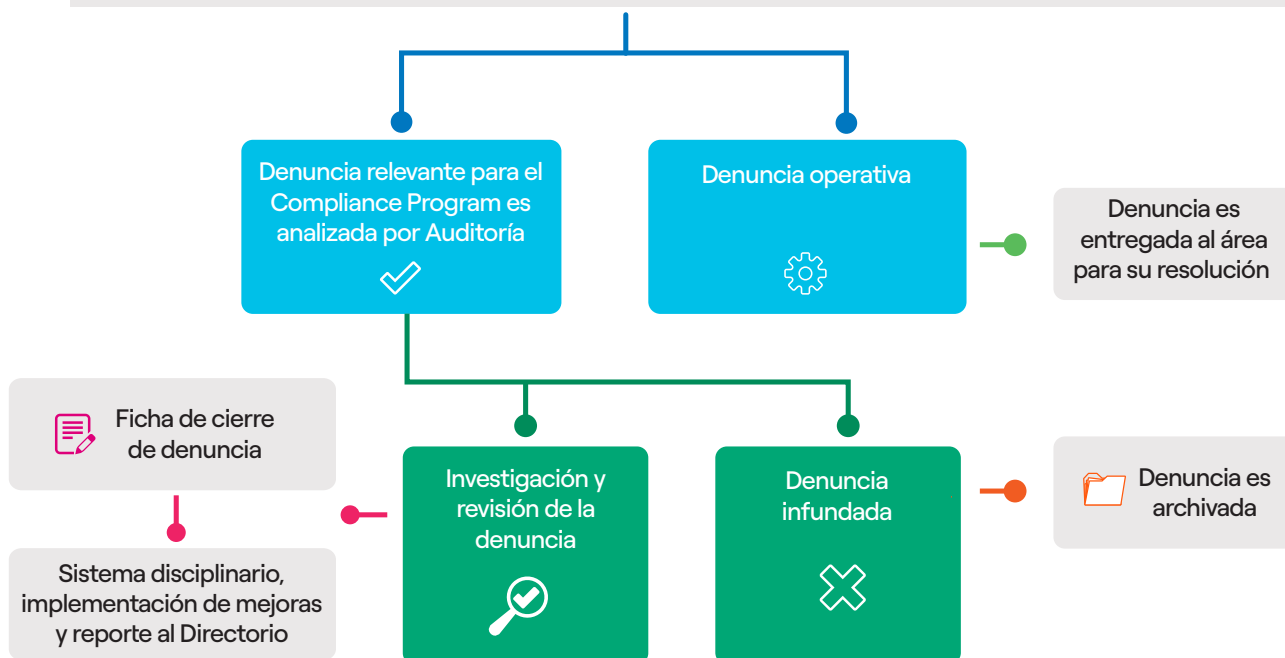 Denuncia relevante para el
Compliance Program es
analizada por Auditoría
Denuncia operativa
Denuncia es
entregada al área
para su resolución
Ficha de cierre
de denuncia
Investigación y
revisión de la
denuncia
Denuncia
infundada
Denuncia es
archivada
Sistema disciplinario,
implementación de mejoras
y reporte al Directorio